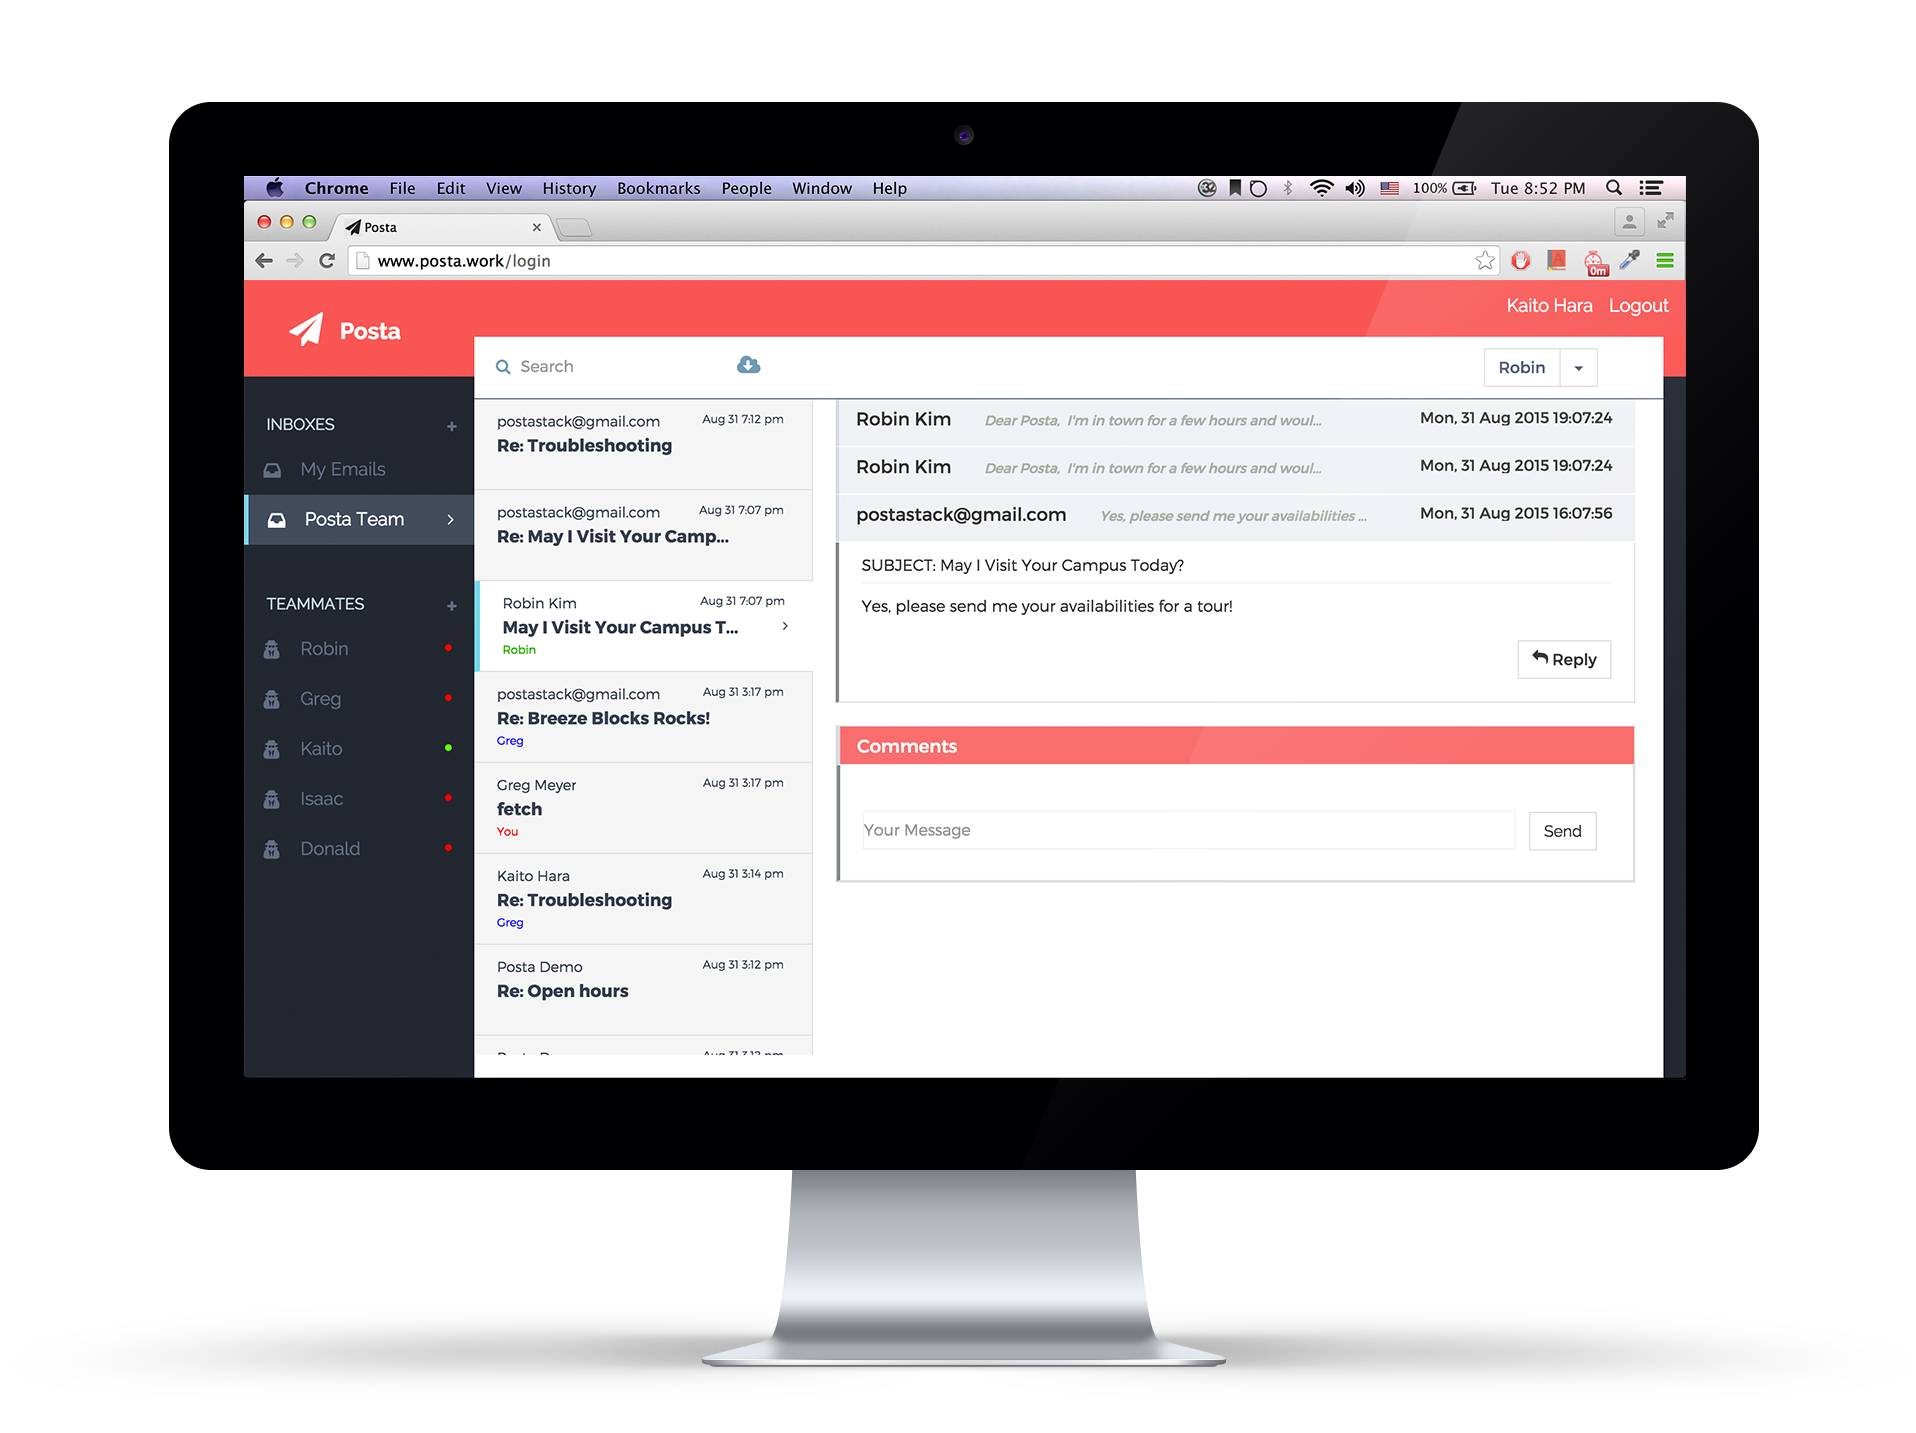 Chrome File Edit View History Bookmarks People Window Help 32 100% Tue 8:52 PM
Posta
www.posta.work/login
0m
Kaito Hara Logout
Posta
Search
Robin
INBOXES +
My Emails
Posta Team
TEAMMATES +
Robin
Greg
Kaito
Isaac
Donald
postastack@gmail.com Aug 31 7:12 pm
Re: Troubleshooting
postastack@gmail.com Aug 31 7:07 pm
Re: May I Visit Your Camp...
Robin Kim Aug 31 7:07 pm
May I Visit Your Campus T...
Robin
postastack@gmail.com Aug 31 3:17 pm
Re: Breeze Blocks Rocks!
Greg
Greg Meyer Aug 31 3:17 pm
fetch
You
Kaito Hara Aug 31 3:14 pm
Re: Troubleshooting
Greg
Posta Demo Aug 31 3:12 pm
Re: Open hours
Robin Kim Dear Posta, I'm in town for a few hours and woul... Mon, 31 Aug 2015 19:07:24
Robin Kim Dear Posta, I'm in town for a few hours and woul... Mon, 31 Aug 2015 19:07:24
postastack@gmail.com Yes, please send me your availabilities ... Mon, 31 Aug 2015 16:07:56
SUBJECT: May I Visit Your Campus Today?
Yes, please send me your availabilities for a tour!
Reply
Comments
Your Message
Send